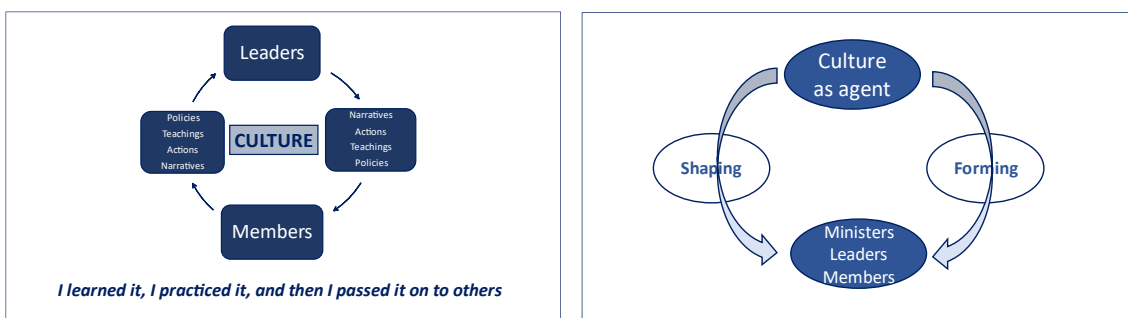 Leaders
Policies
Teachings
Actions
Narratives
CULTURE
Narratives
Actions
Teachings
Policies
Members
I learned it, I practiced it, and then I passed it on to others
Culture
as agent
Shaping
Forming
Ministers
Leaders
Members